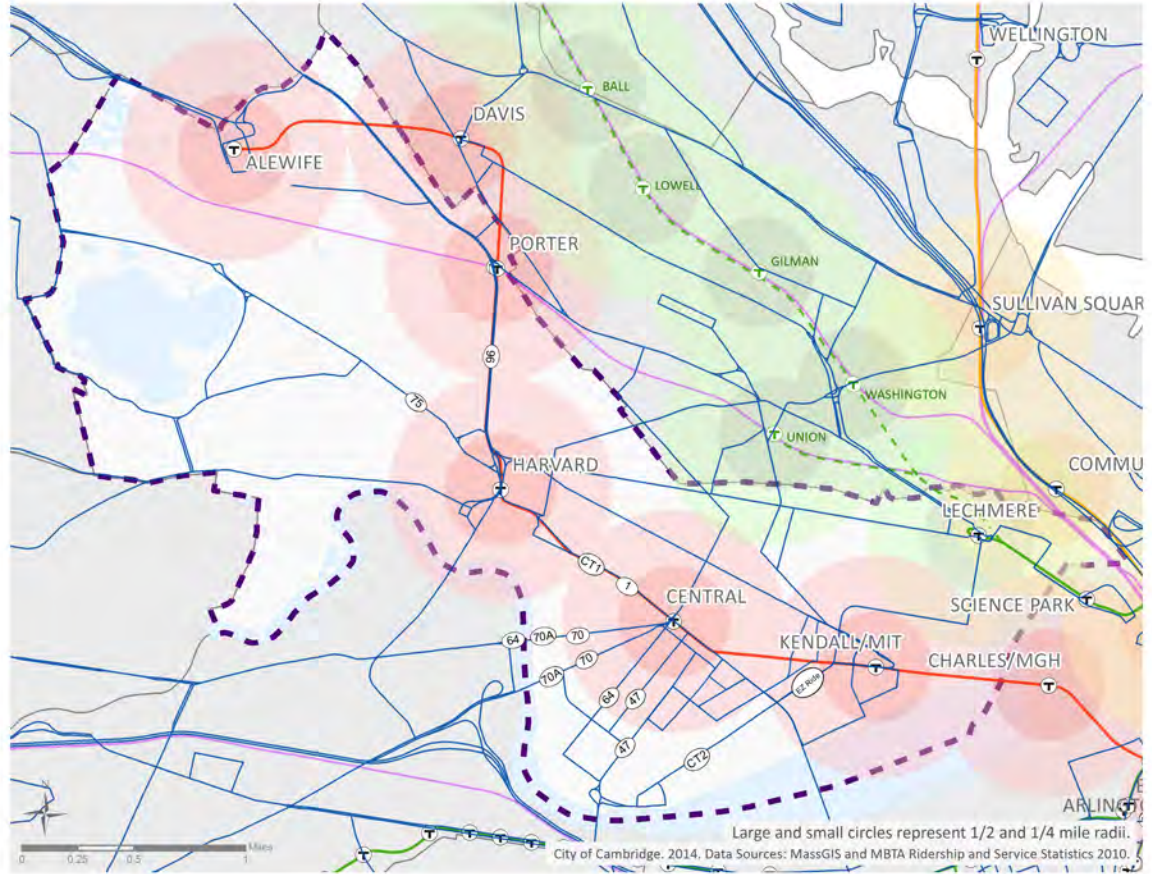 WELLINGTON
BALL
DAVIS
ALEWIFE
LOWELL
PORTER
GILMAN
SULLIVAN SQUAR
96
WASHINGTON
75
UNION
HARVARD
COMMU
LECHMERE
CT1
1
CENTRAL
SCIENCE PARK
64
70A
70
KENDALL/MIT
CHARLES/MGH
70
70A
EZ Ride
64
47
47
CT2
N
ARLINGT
Large and small circles represent 1/2 and 1/4 mile radii.
Miles
0 0.25 0.5 1
City of Cambridge. 2014. Data Sources: MassGIS and MBTA Ridership and Service Statistics 2010.